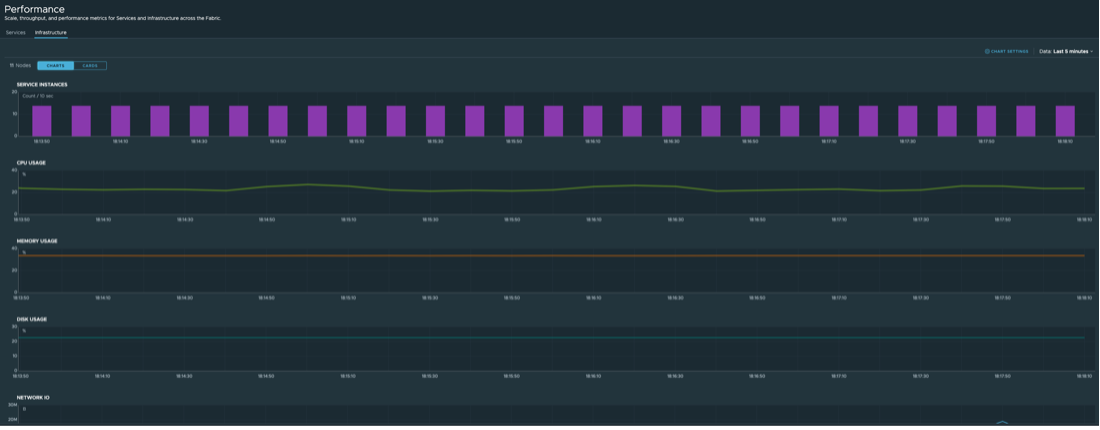 Performance
Scale, throughput, and performance metrics for Services and Infrastructure across the Fabric.
Services Infrastructure
CHART SETTINGS Data: Last 5 minutes
Nodes CHARTS CARDS
SERVICE INSTANCES
20
Count / 10 sec
10
0
18:13:50 18:14:10 18:14:30 18:14:50 18:15:10 18:15:30 18:15:50 18:16:10 18:16:30 18:16:50 18:17:10 18:17:30 18:17:50 18:18:10
CPU USAGE
40
%
20
0
18:13:50 18:14:10 18:14:30 18:14:50 18:15:10 18:15:30 18:15:50 18:16:10 18:16:30 18:16:50 18:17:10 18:17:30 18:17:50 18:18:10
MEMORY USAGE
40
%
20
0
18:13:50 18:14:10 18:14:30 18:14:50 18:15:10 18:15:30 18:15:50 18:16:10 18:16:30 18:16:50 18:17:10 18:17:30 18:17:50 18:18:10
DISK USAGE
30
%
20
10
0
18:13:50 18:14:10 18:14:30 18:14:50 18:15:10 18:15:30 18:15:50 18:16:10 18:16:30 18:16:50 18:17:10 18:17:30 18:17:50 18:18:10
NETWORK IO
30M
B
20M